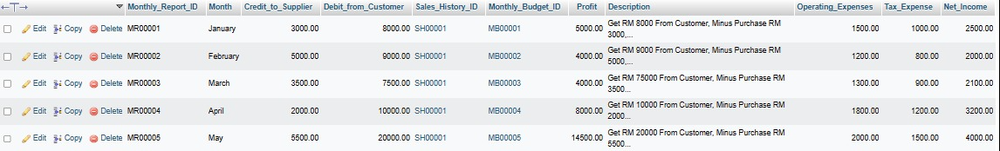 Monthly_Report_ID Month Credit_to_Supplier Debit_from_Customer Sales_History_ID Monthly_Budget_ID Profit Description Operating_Expenses Tax_Expense Net_Income
Edit Copy Delete MR00001 January 3000.00 8000.00 SH00001 MB00001 5000.00 Get RM 8000 From Customer, Minus Purchase RM 1500.00 1000.00 2500.00
3000,...
Edit Copy Delete MR00002 February 5000.00 9000.00 SH00001 MB00002 4000.00 Get RM 9000 From Customer, Minus Purchase RM 1200.00 800.00 2000.00
5000,...
Edit Copy Delete MR00003 March 3500.00 7500.00 SH00001 MB00003 4000.00 Get RM 75000 From Customer, Minus Purchase RM 1300.00 900.00 2100.00
3500...
Edit Copy Delete MR00004 April 2000.00 10000.00 SH00001 MB00004 8000.00 Get RM 10000 From Customer, Minus Purchase RM 1800.00 1200.00 3200.00
2000...
Edit Copy Delete MR00005 May 5500.00 20000.00 SH00001 MB00005 14500.00 Get RM 20000 From Customer, Minus Purchase RM 2000.00 1500.00 4000.00
5500...